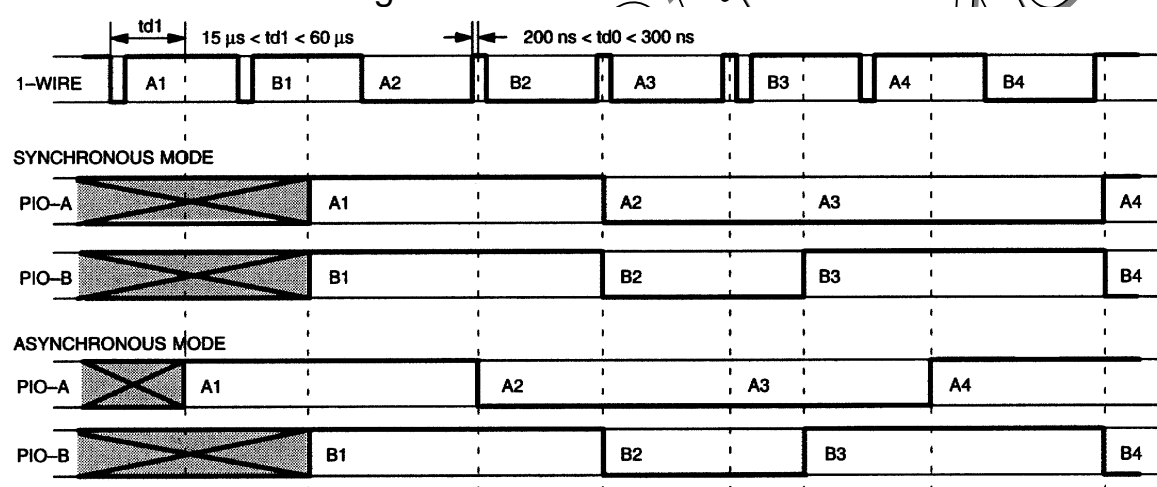 td1 15 µs < td1 < 60 µs 200 ns < td0 < 300 ns
1–WIRE A1 B1 A2 B2 A3 B3 A4 B4
SYNCHRONOUS MODE
PIO–A A1 A2 A3 A4
PIO–B B1 B2 B3 B4
ASYNCHRONOUS MODE
PIO–A A1 A2 A3 A4
PIO–B B1 B2 B3 B4